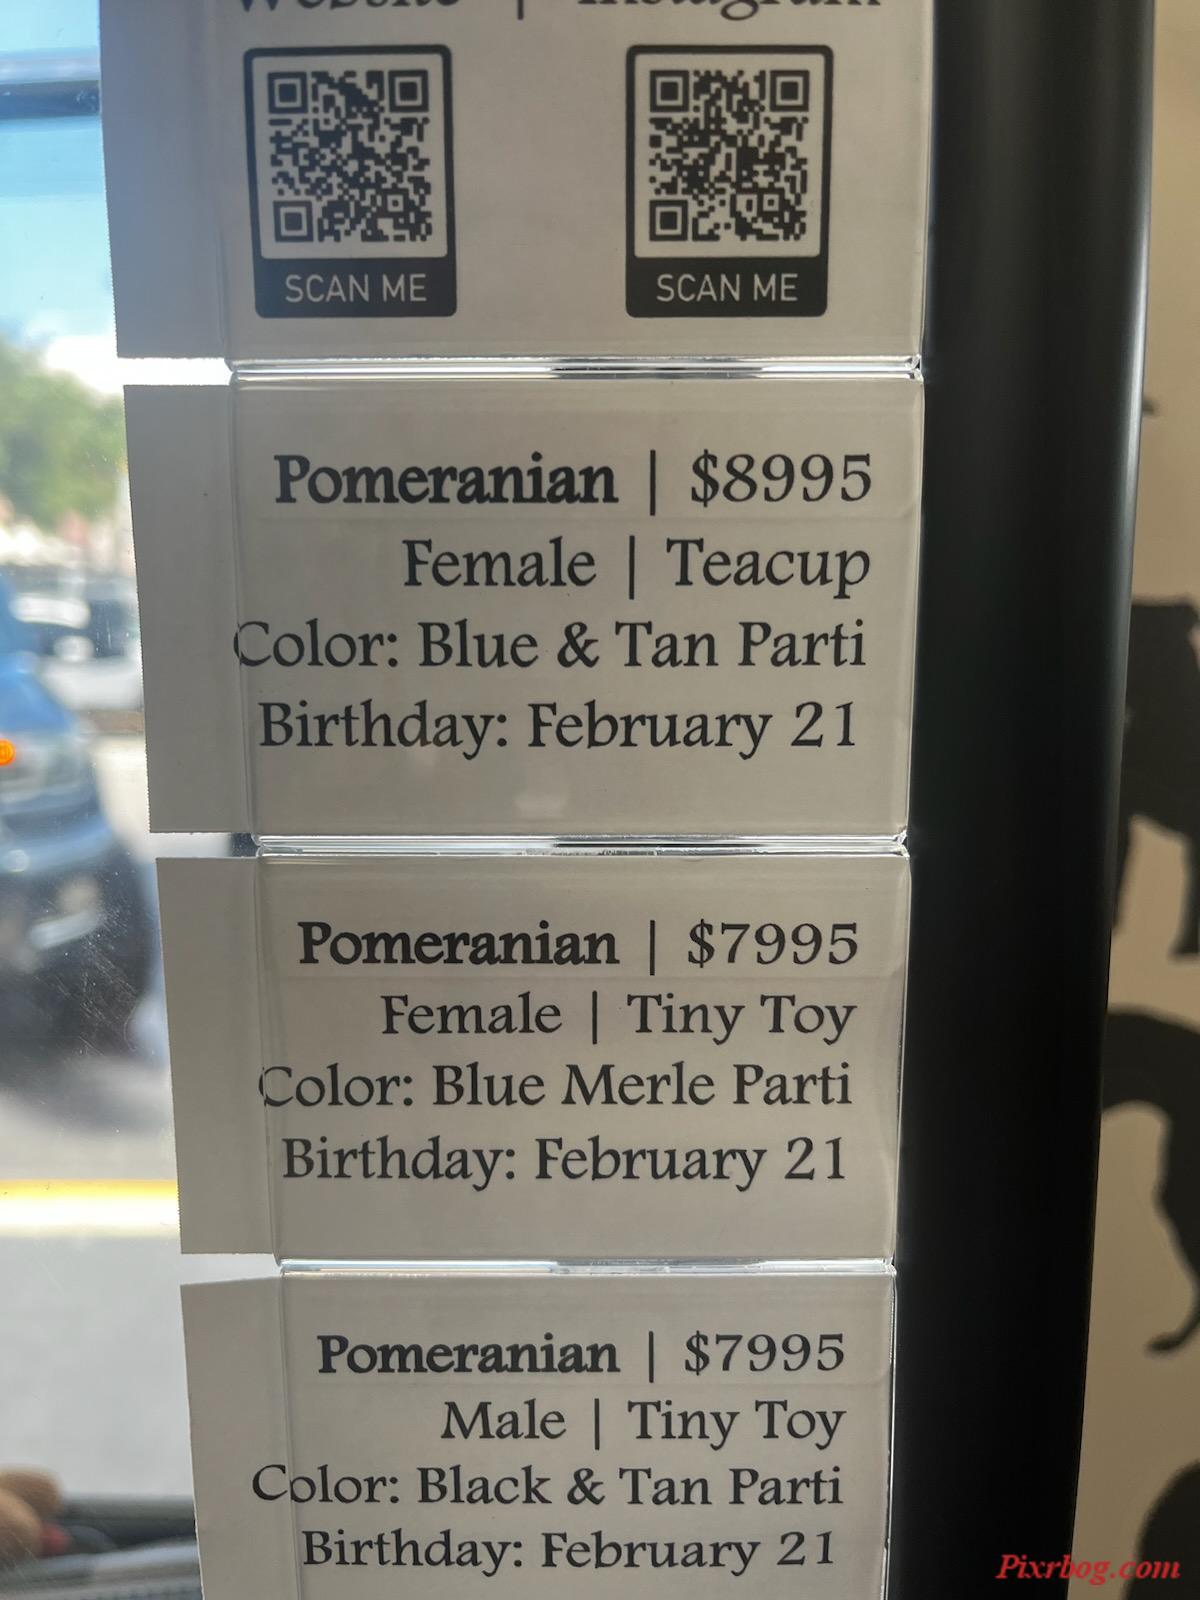 Website | Instagram
SCAN ME SCAN ME
Pomeranian | $8995
Female | Teacup
Color: Blue & Tan Parti
Birthday: February 21
Pomeranian | $7995
Female | Tiny Toy
Color: Blue Merle Parti
Birthday: February 21
Pomeranian | $7995
Male | Tiny Toy
Color: Black & Tan Parti
Birthday: February 21
Pixrbog.com